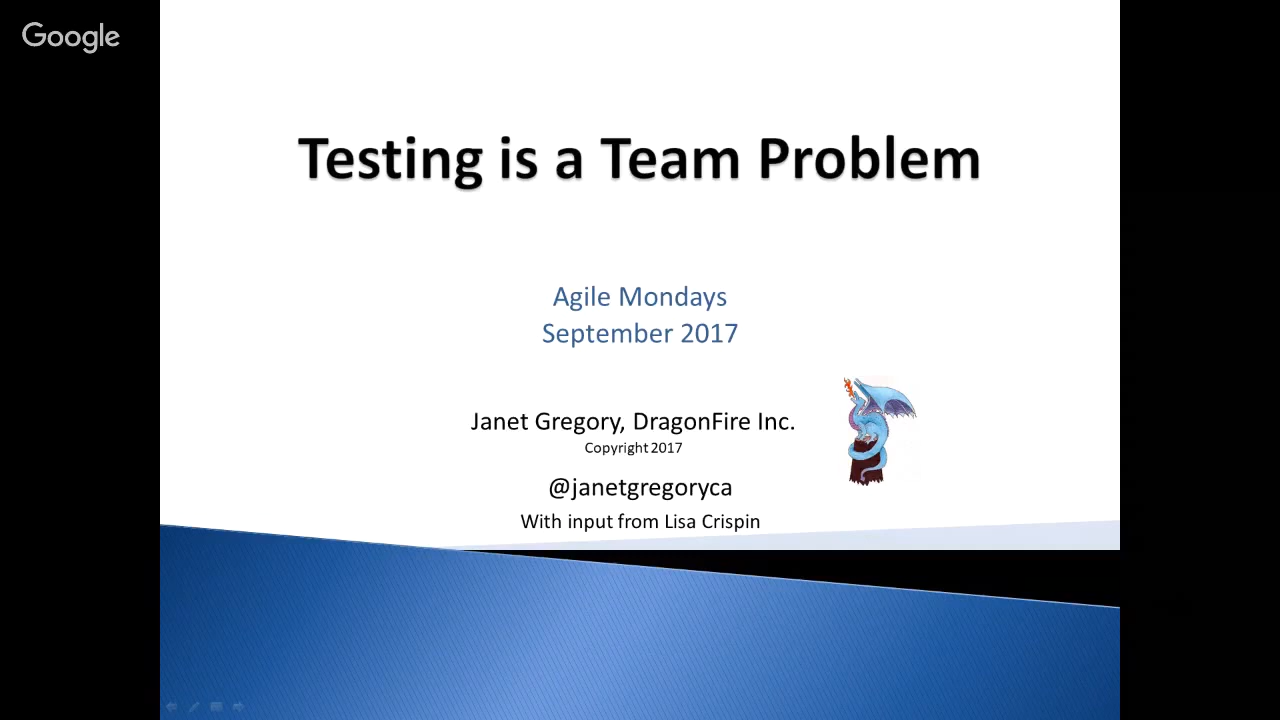 Google
Testing is a Team Problem
Agile Mondays
September 2017
Janet Gregory, DragonFire Inc.
Copyright 2017
@janetgregoryca
With input from Lisa Crispin